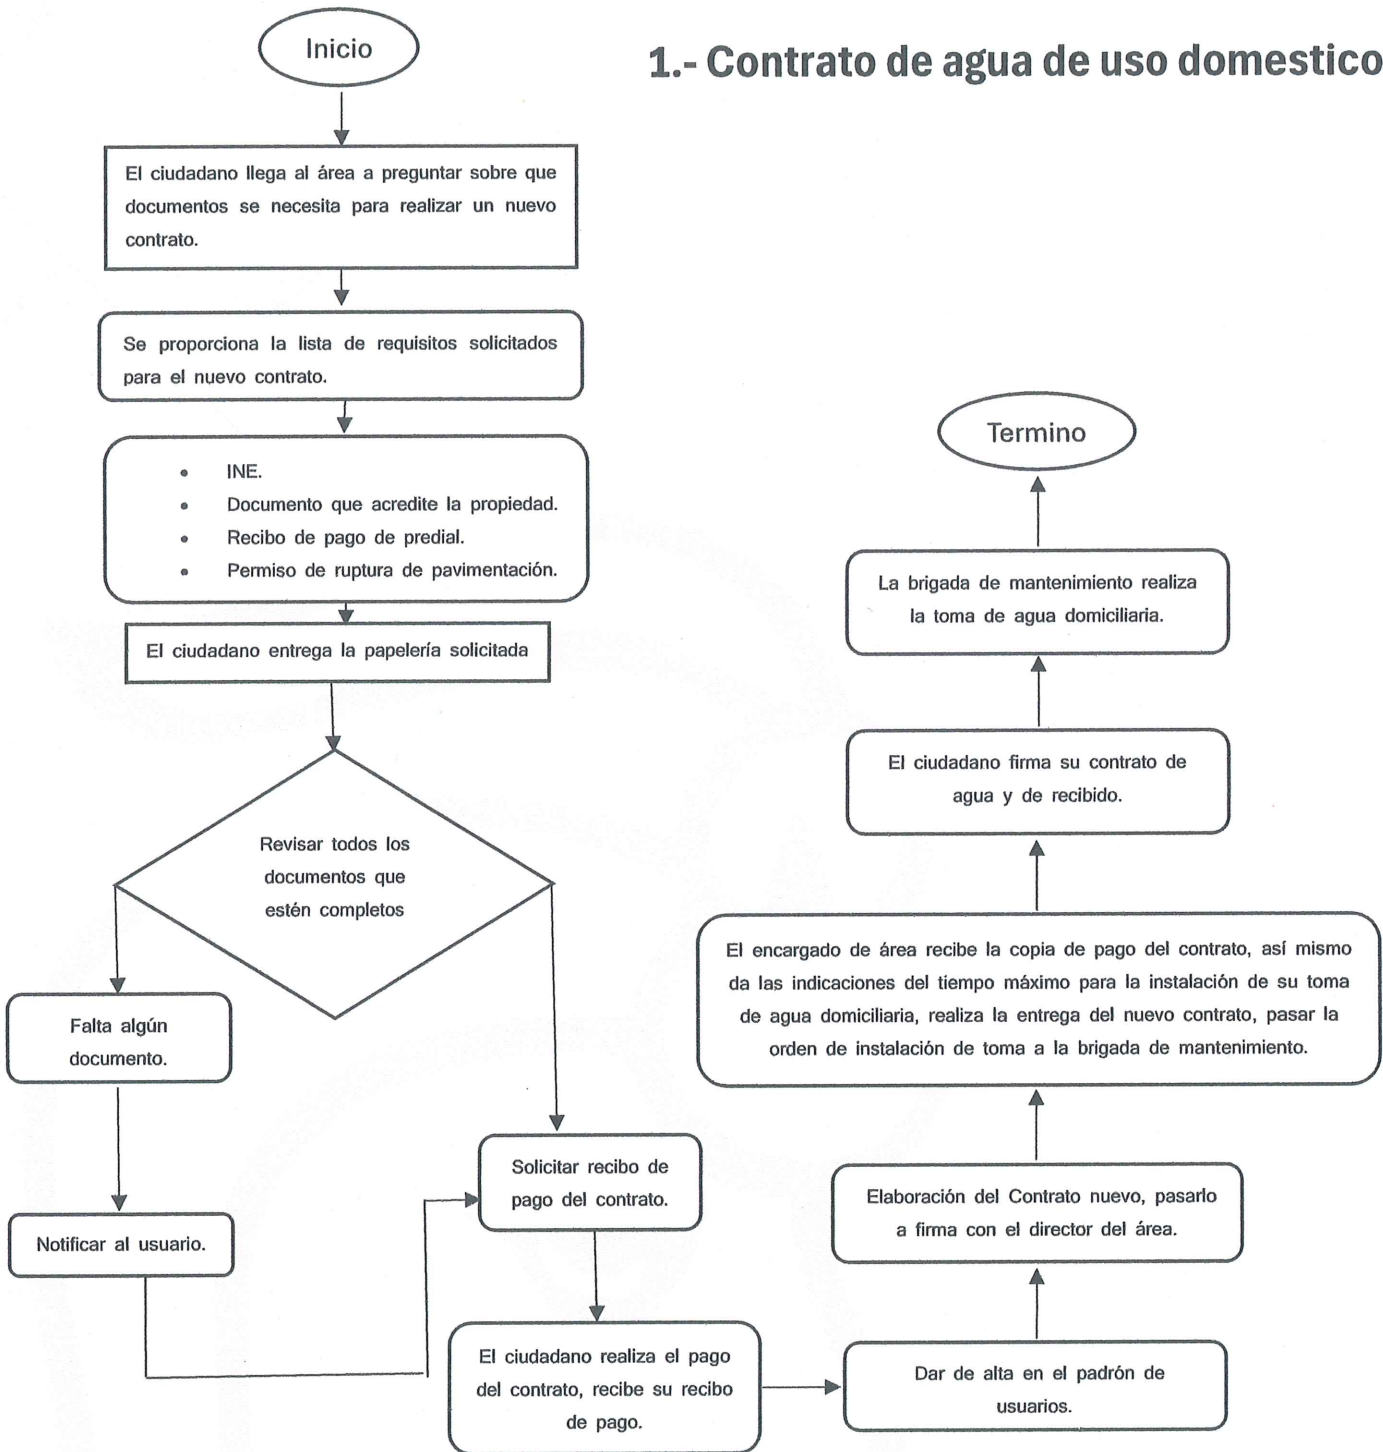 1.- Contrato de agua de uso domestico
Inicio
El ciudadano llega al área a preguntar sobre que
documentos se necesita para realizar un nuevo
contrato.
Se proporciona la lista de requisitos solicitados
para el nuevo contrato.
• INE.
• Documento que acredite la propiedad.
• Recibo de pago de predial.
• Permiso de ruptura de pavimentación.
El ciudadano entrega la papelería solicitada
Revisar todos los
documentos que
estén completos
Falta algún
documento.
Notificar al usuario.
Solicitar recibo de
pago del contrato.
El ciudadano realiza el pago
del contrato, recibe su recibo
de pago.
Dar de alta en el padrón de
usuarios.
Elaboración del Contrato nuevo, pasarlo
a firma con el director del área.
El encargado de área recibe la copia de pago del contrato, así mismo
da las indicaciones del tiempo máximo para la instalación de su toma
de agua domiciliaria, realiza la entrega del nuevo contrato, pasar la
orden de instalación de toma a la brigada de mantenimiento.
El ciudadano firma su contrato de
agua y de recibido.
La brigada de mantenimiento realiza
la toma de agua domiciliaria.
Termino